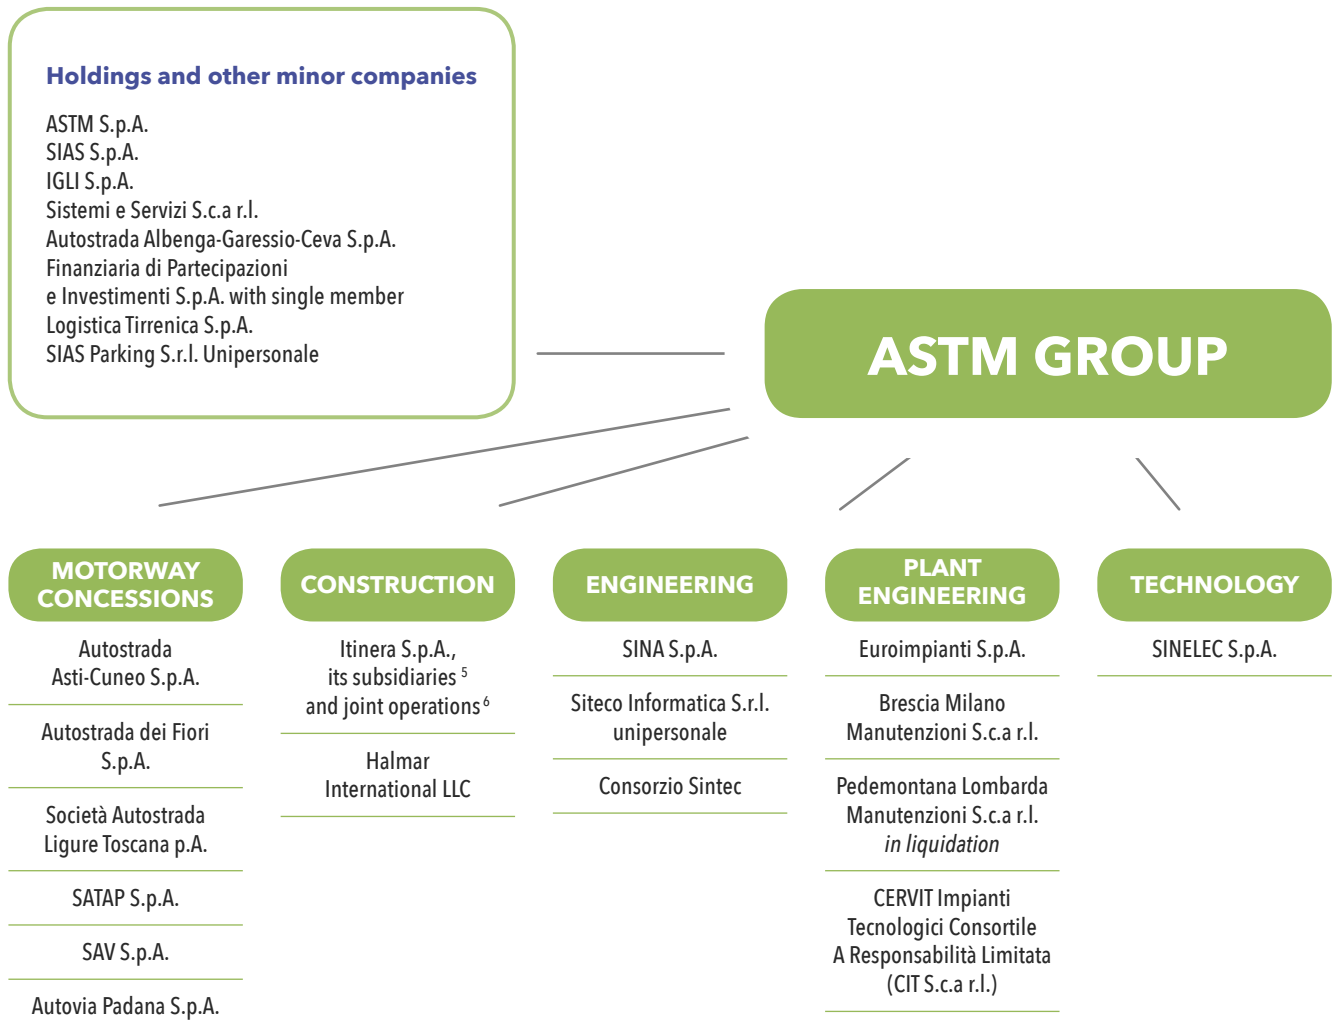 Holdings and other minor companies
ASTM S.p.A.
SIAS S.p.A.
IGLI S.p.A.
Sistemi e Servizi S.c.a r.l.
Autostrada Albenga-Garessio-Ceva S.p.A.
Finanziaria di Partecipazioni
e Investimenti S.p.A. with single member
Logistica Tirrenica S.p.A.
SIAS Parking S.r.l. Unipersonale
ASTM GROUP
MOTORWAY
CONCESSIONS
Autostrada
Asti-Cuneo S.p.A.
Autostrada dei Fiori
S.p.A.
Società Autostrada
Ligure Toscana p.A.
SATAP S.p.A.
SAV S.p.A.
Autovia Padana S.p.A.
CONSTRUCTION
Itinera S.p.A.,
its subsidiaries 5
and joint operations 6
Halmar
International LLC
ENGINEERING
SINA S.p.A.
Siteco Informatica S.r.l.
unipersonale
Consorzio Sintec
PLANT
ENGINEERING
Euroimpianti S.p.A.
Brescia Milano
Manutenzioni S.c.a r.l.
Pedemontana Lombarda
Manutenzioni S.c.a r.l.
in liquidation
CERVIT Impianti
Tecnologici Consortile
A Responsabilità Limitata
(CIT S.c.a r.l.)
TECHNOLOGY
SINELEC S.p.A.